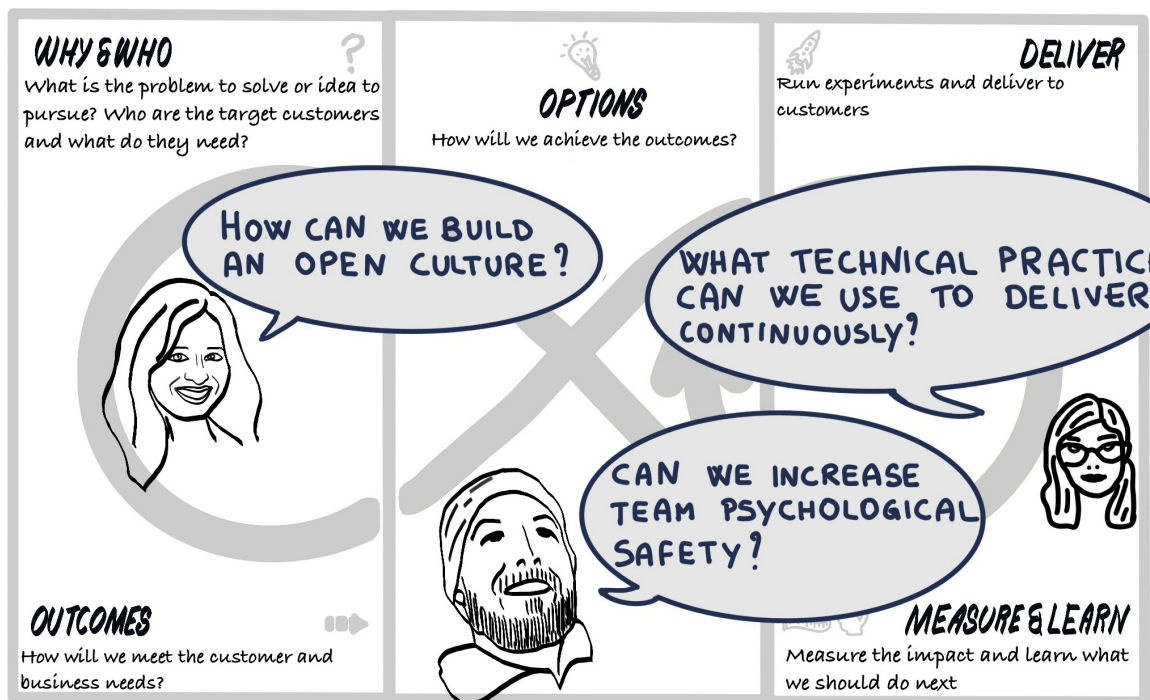 WHY & WHO
What is the problem to solve or idea to
pursue? Who are the target customers
and what do they need?
OPTIONS
How will we achieve the outcomes?
DELIVER
Run experiments and deliver to
customers
HOW CAN WE BUILD
AN OPEN CULTURE?
WHAT TECHNICAL
CAN WE USE TO DELIVER
CONTINUOUSLY?
CAN WE INCREASE
TEAM PSYCHOLOGICAL
SAFETY?
OUTCOMES
How will we meet the customer and
business needs?
MEASURE & LEARN
Measure the impact and learn what
we should do next